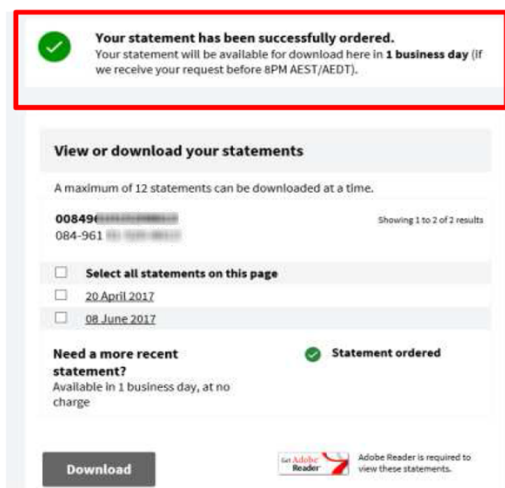 Your statement has been successfully ordered.
Your statement will be available for download here in 1 business day (if
we receive your request before 8PM AEST/AEDT).
View or download your statements
A maximum of 12 statements can be downloaded at a time.
00849
Showing 1 to 2 of 2 results
084-961
Select all statements on this page
20 April 2017
08 June 2017
Need a more recent
statement?
Available in 1 business day, at no
charge
Statement ordered
Download
Get Adobe
Reader
Adobe Reader is required to
view these statements.